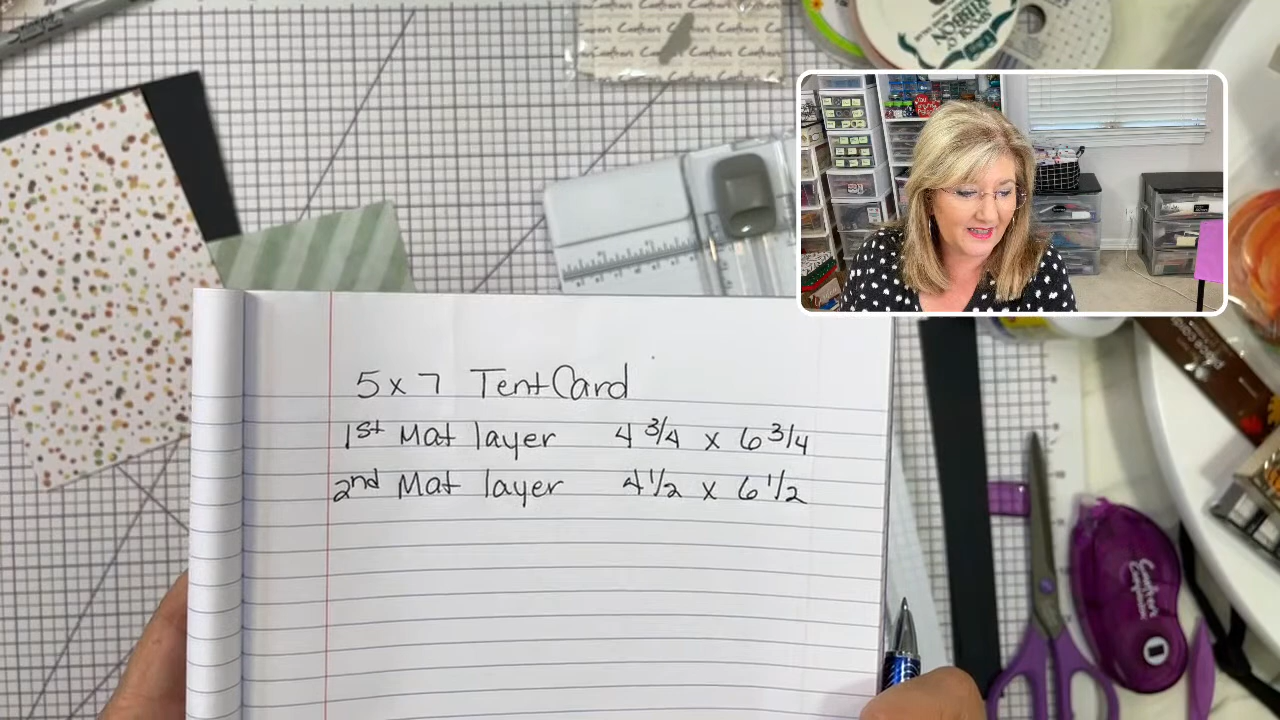 5 x 7 Tent Card
1st Mat layer 4 3/4 x 6 3/4
2nd Mat layer 4 1/2 x 6 1/2